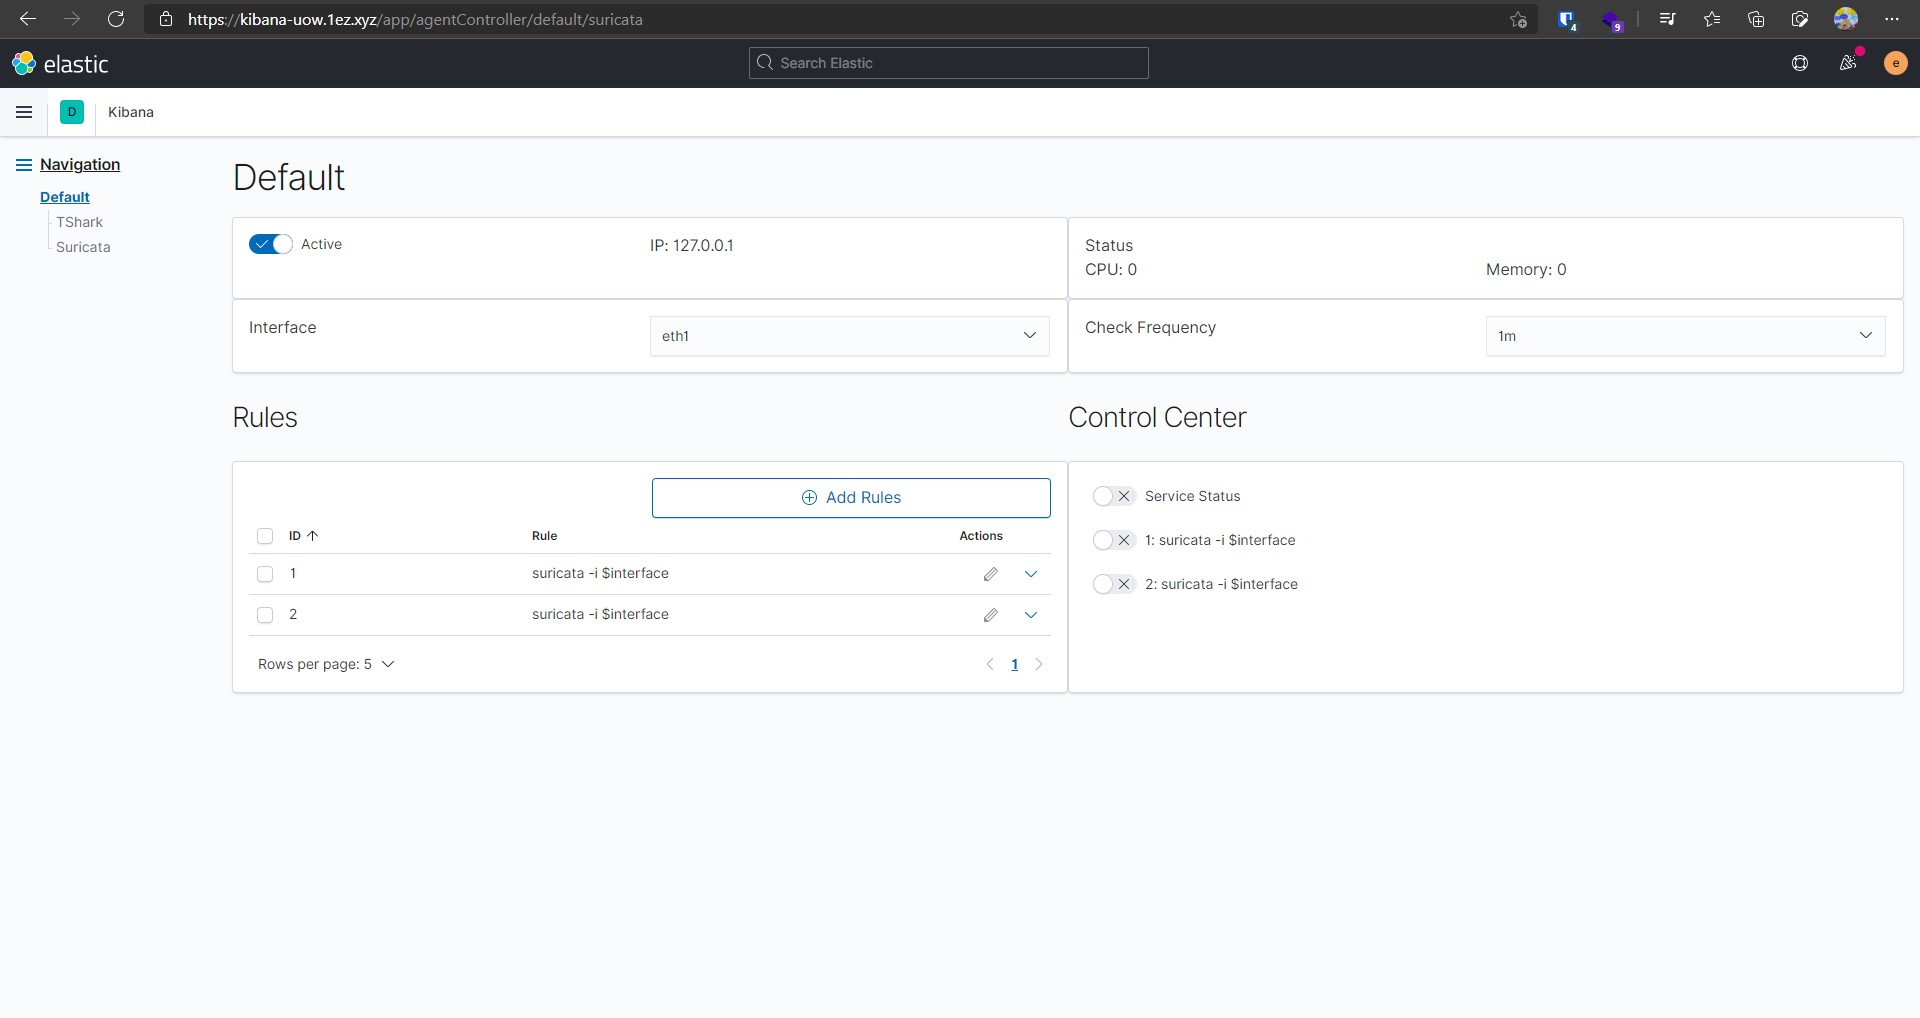 https://kibana-uow.1ez.xyz/app/agentController/default/suricata
4
9
elastic
Search Elastic
e
D
Kibana
Navigation
Default
TShark
Suricata
Default
Active
IP: 127.0.0.1
Status
CPU: 0
Memory: 0
Interface
eth1
Check Frequency
1m
Rules
Control Center
Add Rules
ID
Rule
Actions
1
suricata -i $interface
2
suricata -i $interface
Rows per page: 5
1
Service Status
1: suricata -i $interface
2: suricata -i $interface